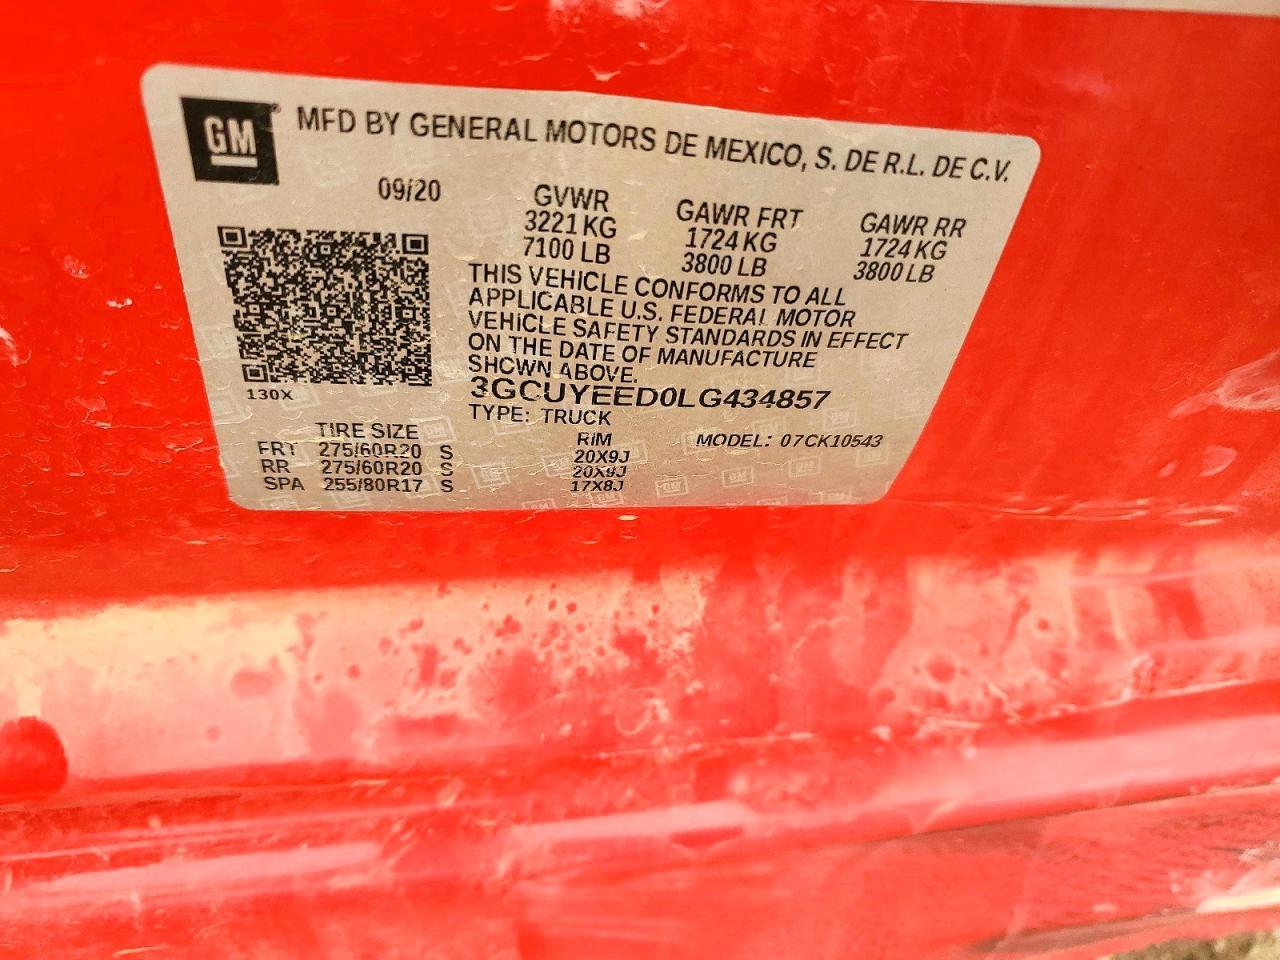 GM® MFD BY GENERAL MOTORS DE MEXICO, S. DE R.L. DE C.V.
09/20 GVWR GAWR FRT GAWR RR
3221 KG 1724 KG 1724 KG
7100 LB 3800 LB 3800 LB
THIS VEHICLE CONFORMS TO ALL
APPLICABLE U.S. FEDERAL MOTOR
VEHICLE SAFETY STANDARDS IN EFFECT
ON THE DATE OF MANUFACTURE
SHOWN ABOVE.
130X
3GCUYEED0LG434857
TYPE: TRUCK
TIRE SIZE RIM MODEL: 07CK10543
FRT 275/60R20 S 20X9J
RR 275/60R20 S 20X9J
SPA 255/80R17 S 17X8J